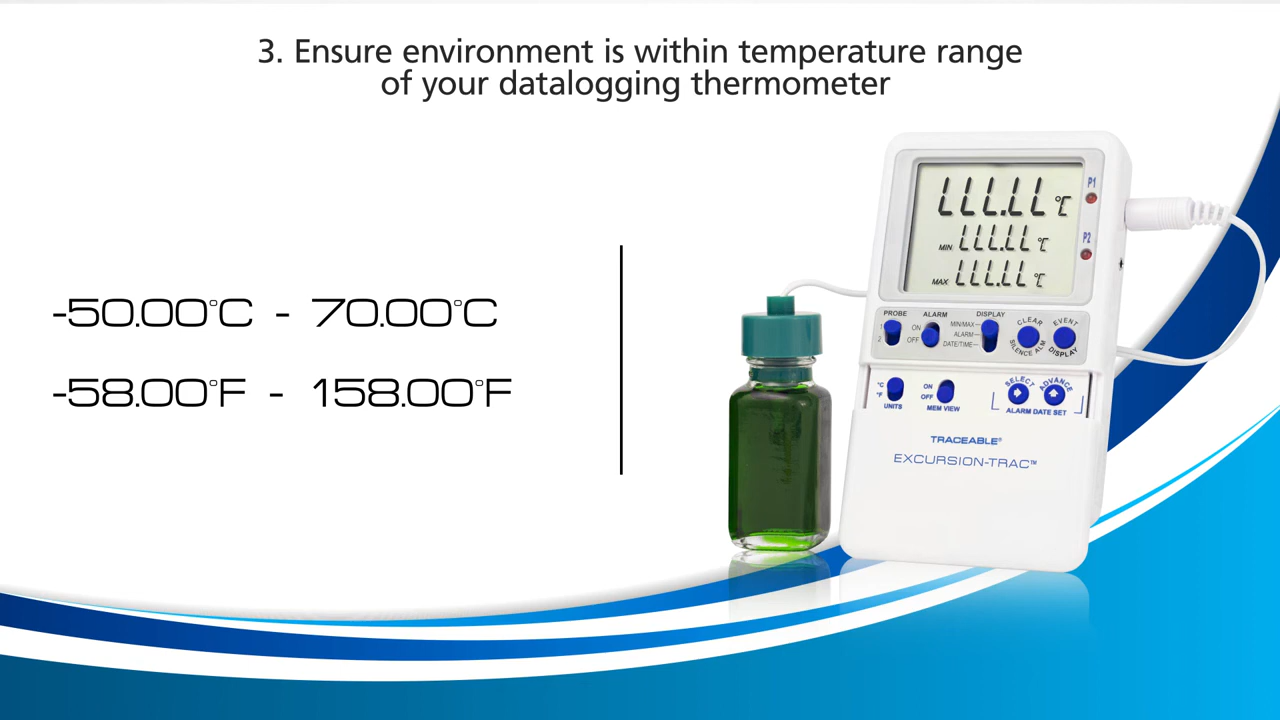 3. Ensure environment is within temperature range
of your datalogging thermometer
-50.00°C - 70.00°C
-58.00°F - 158.00°F
LLL.LL °C
MIN LLL.LL °C
MAX LLL.LL °C
P1
P2
PROBE ALARM DISPLAY
1
2
ON
OFF
MIN/MAX
ALARM
DATE/TIME
CLEAR
SILENCE ALM
EVENT
DISPLAY
°C
°F
UNITS
ON
OFF
MEM VIEW
SELECT
ADVANCE
ALARM DATE SET
TRACEABLE®
EXCURSION-TRAC™